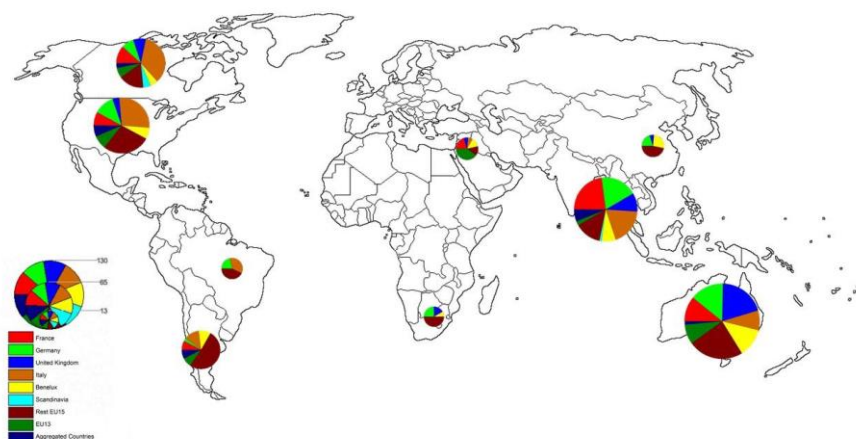 130
65
13
France
Germany
United Kingdom
Italy
Benelux
Scandinavia
Rest EU15
EU13
Aggregated Countries